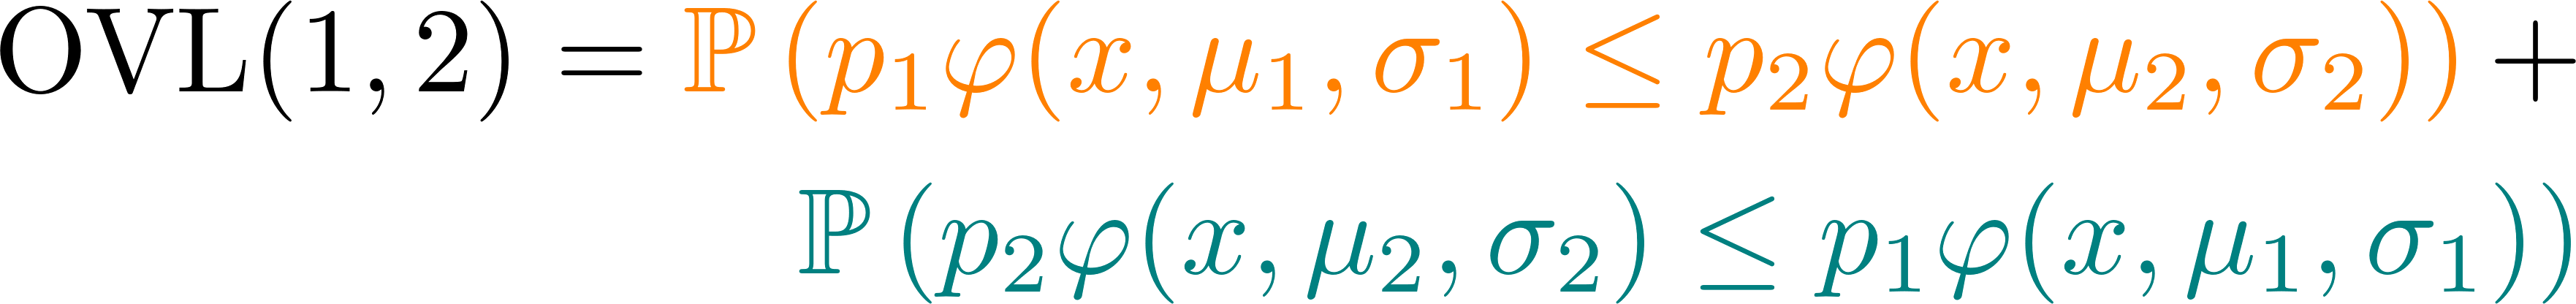 OVL(1, 2) = ℙ (p₁φ(x, μ₁, σ₁) ≤ p₂φ(x, μ₂, σ₂)) +
ℙ (p₂φ(x, μ₂, σ₂) ≤ p₁φ(x, μ₁, σ₁))